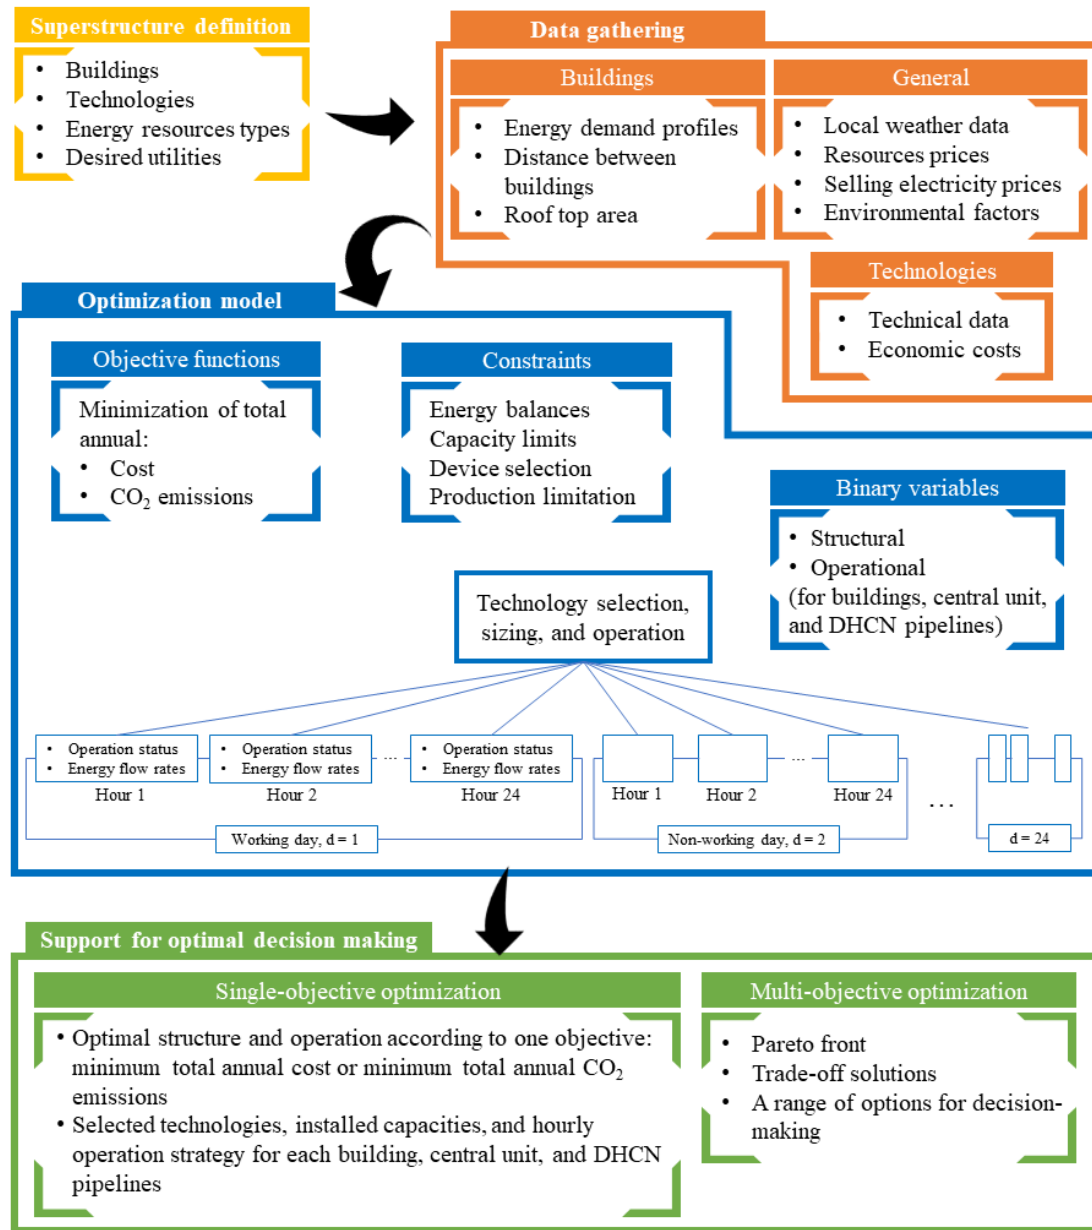 Superstructure definition
• Buildings
• Technologies
• Energy resources types
• Desired utilities
Data gathering
Buildings
• Energy demand profiles
• Distance between
buildings
• Roof top area
General
• Local weather data
• Resources prices
• Selling electricity prices
• Environmental factors
Technologies
• Technical data
• Economic costs
Optimization model
Objective functions
Minimization of total
annual:
• Cost
• CO₂ emissions
Constraints
Energy balances
Capacity limits
Device selection
Production limitation
Binary variables
• Structural
• Operational
(for buildings, central unit,
and DHCN pipelines)
Technology selection,
sizing, and operation
• Operation status
• Energy flow rates
Hour 1
• Operation status
• Energy flow rates
Hour 2
...
• Operation status
• Energy flow rates
Hour 24
Working day, d = 1
Hour 1
Hour 2
...
Hour 24
Non-working day, d = 2
...
...
d = 24
Support for optimal decision making
Single-objective optimization
• Optimal structure and operation according to one objective:
minimum total annual cost or minimum total annual CO₂
emissions
• Selected technologies, installed capacities, and hourly
operation strategy for each building, central unit, and DHCN
pipelines
Multi-objective optimization
• Pareto front
• Trade-off solutions
• A range of options for decision-
making